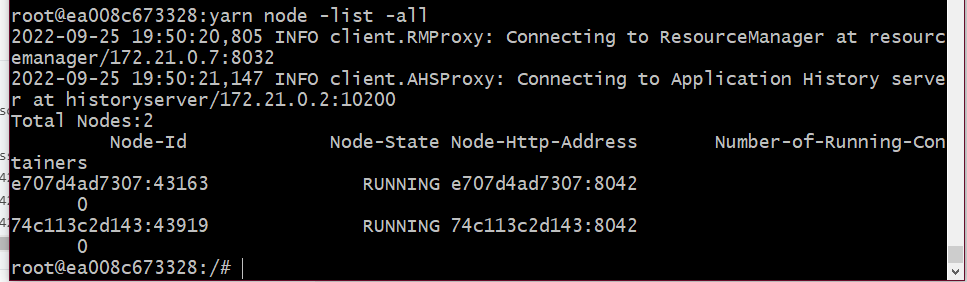 root@ea008c673328:yarn node -list -all
2022-09-25 19:50:20,805 INFO client.RMProxy: Connecting to ResourceManager at resourc
emanager/172.21.0.7:8032
2022-09-25 19:50:21,147 INFO client.AHSProxy: Connecting to Application History serve
r at historyserver/172.21.0.2:10200
Total Nodes:2
         Node-Id             Node-State Node-Http-Address       Number-of-Running-Con
tainers
e707d4ad7307:43163              RUNNING e707d4ad7307:8042
      0
74c113c2d143:43919              RUNNING 74c113c2d143:8042
      0
root@ea008c673328:/#